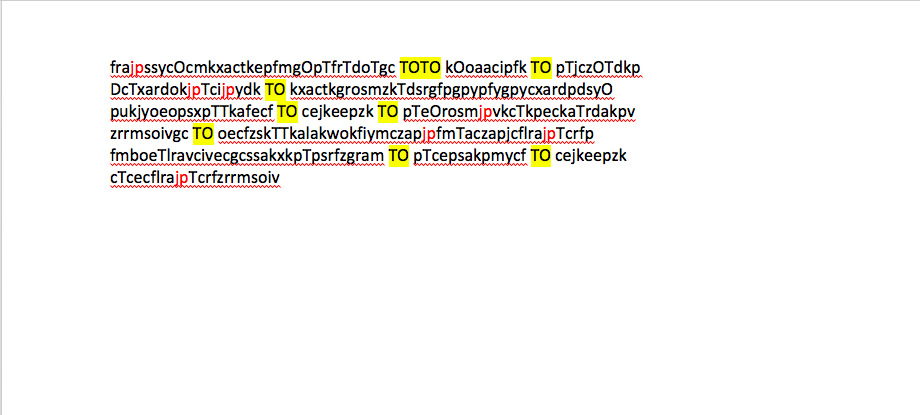 frajpssycOcmkxactkepfmgOpTfrTdoTgc TOTO kOoaacipfk TO pTjczOTdkp
DcTxardokjpTcijpydk TO kxactkgrosmzkTdsrgfpgpypfygpycxardpdsyO
pukjyoeopsxpTTkafecf TO cejkeepzk TO pTeOrosmjpvkcTkpeckaTrdakpv
zrrmsoivgc TO oecfzskTTkalakwokfiymczapjpfmTaczapjcflrajpTcrfp
fmboeTlravcivecgcssakxkpTpsrfzgram TO pTcepsakpmycf TO cejkeepzk
cTcecflrajpTcrfzrrmsoiv